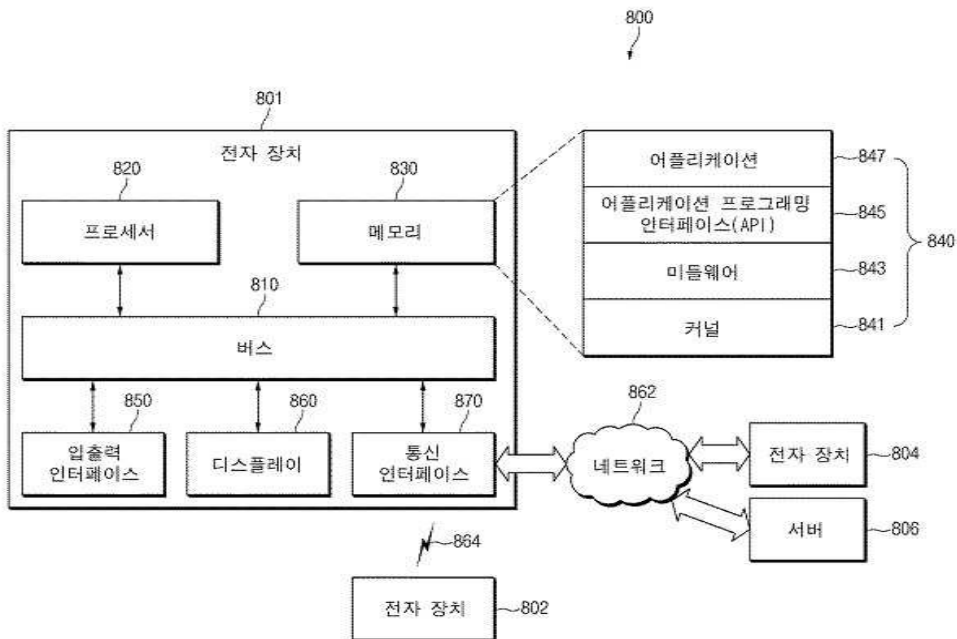 800
801
전자 장치
820
프로세서
830
메모리
810
버스
850
입출력
인터페이스
860
디스플레이
870
통신
인터페이스
어플리케이션
847
어플리케이션 프로그래밍
인터페이스(API)
845
840
미들웨어
843
커널
841
862
네트워크
전자 장치
804
서버
806
864
전자 장치
802